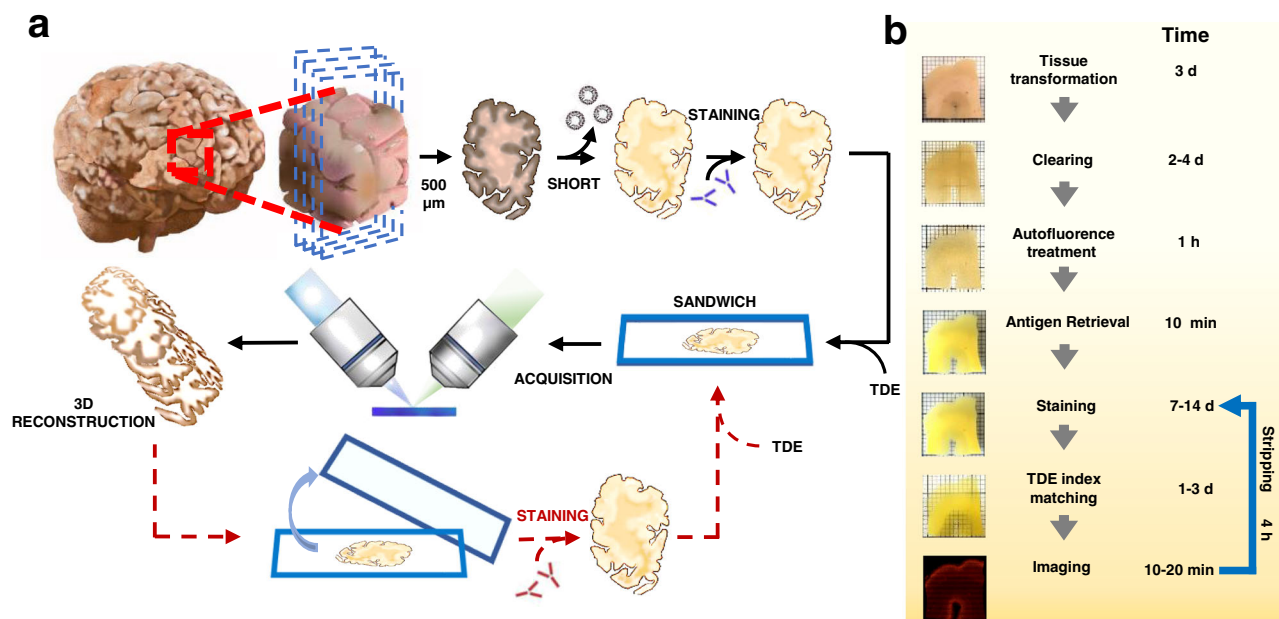 a
500
µm
SHORT
STAINING
SANDWICH
TDE
ACQUISITION
3D
RECONSTRUCTION
TDE
STAINING
b
Time
Tissue
transformation
3 d
Clearing
2-4 d
Autofluorence
treatment
1 h
Antigen Retrieval
10 min
Staining
7-14 d
TDE index
matching
1-3 d
Imaging
10-20 min
Stripping 4 h